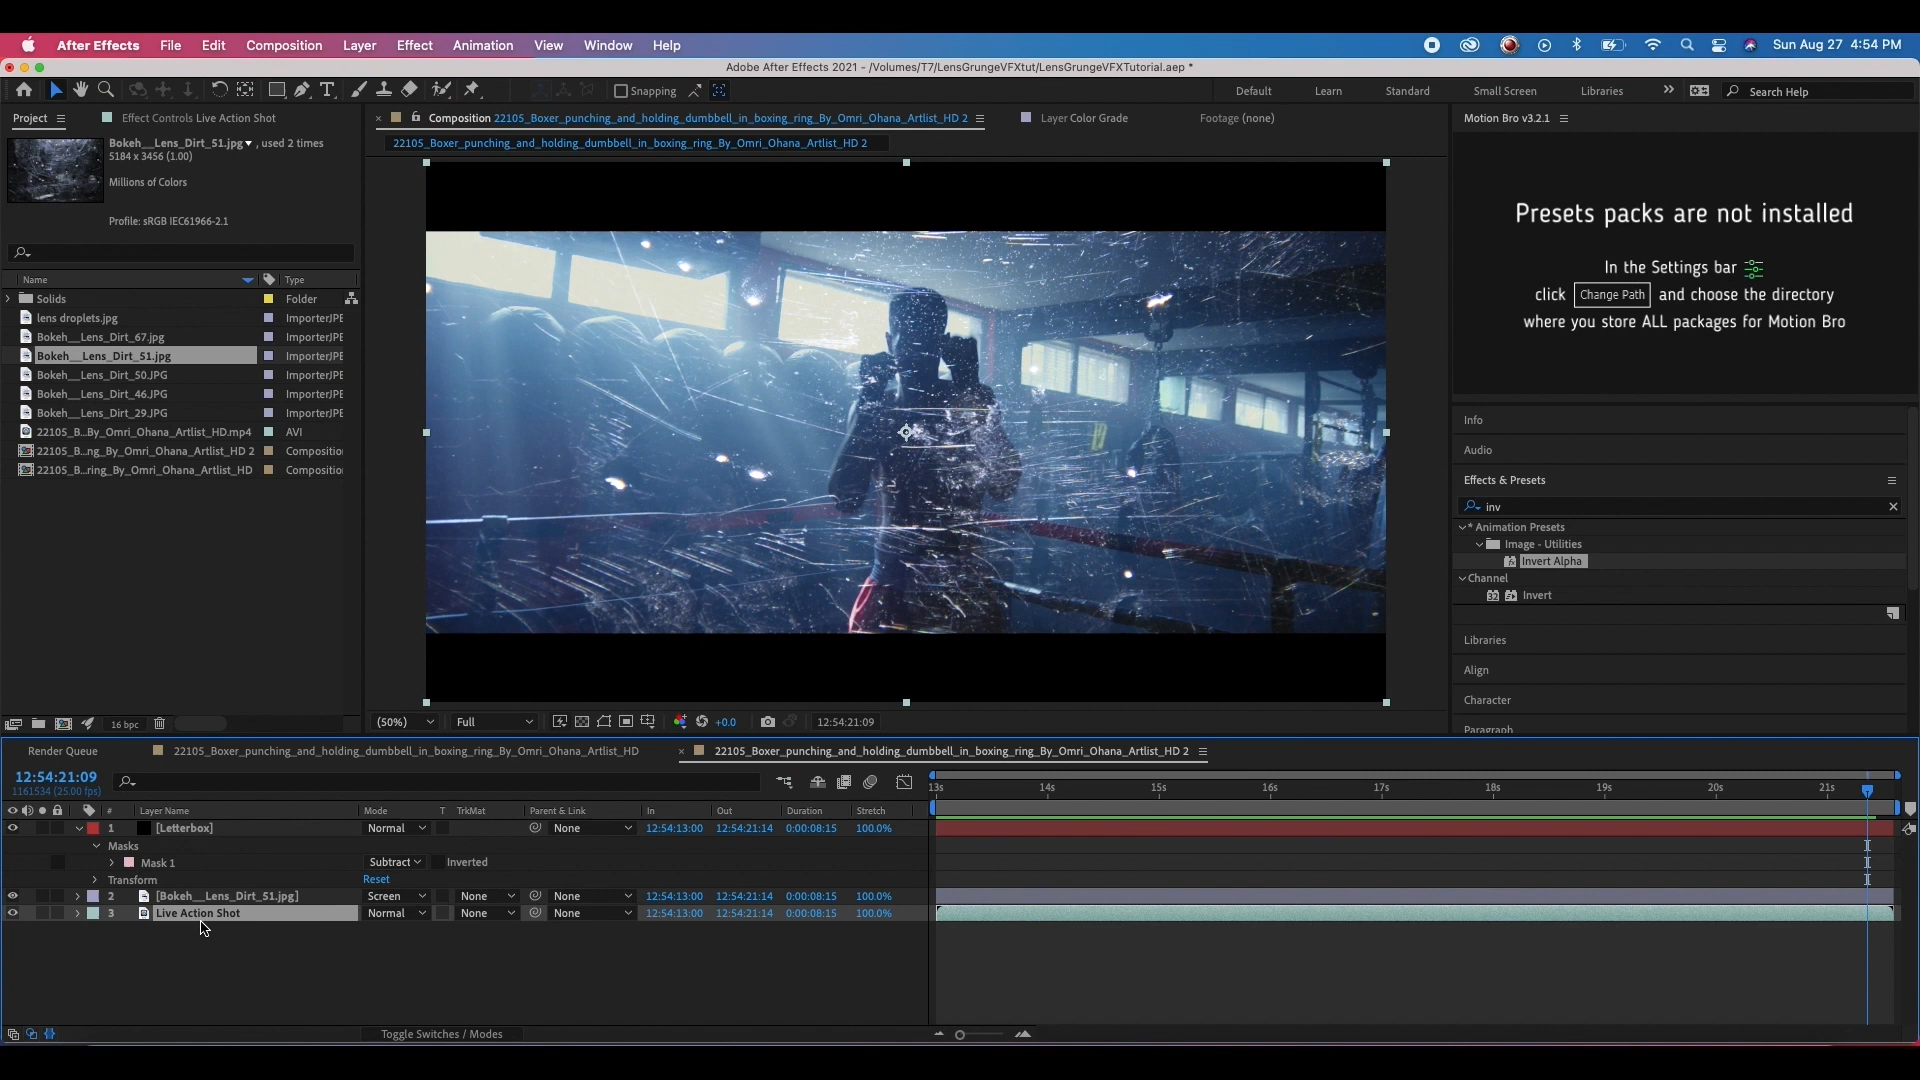 After Effects File Edit Composition Layer Effect Animation View Window Help Sun Aug 27 4:54 PM
Adobe After Effects 2021 - /Volumes/T7/LensGrungeVFXtut/LensGrungeVFXTutorial.aep *
Snapping Default Learn Standard Small Screen Libraries Search Help
Project Effect Controls Live Action Shot Composition 22105_Boxer_punching_and_holding_dumbbell_in_boxing_ring_By_Omri_Ohana_Artlist_HD 2 Layer Color Grade Footage (none) Motion Bro v3.2.1
22105_Boxer_punching_and_holding_dumbbell_in_boxing_ring_By_Omri_Ohana_Artlist_HD 2
Bokeh__Lens_Dirt_51.jpg , used 2 times
5184 x 3456 (1.00)
Millions of Colors
Profile: sRGB IEC61966-2.1
Name Type
Solids Folder
lens droplets.jpg ImporterJPE
Bokeh__Lens_Dirt_67.jpg ImporterJPE
Bokeh__Lens_Dirt_51.jpg ImporterJPE
Bokeh__Lens_Dirt_50.JPG ImporterJPE
Bokeh__Lens_Dirt_46.JPG ImporterJPE
Bokeh__Lens_Dirt_29.JPG ImporterJPE
22105_B...By_Omri_Ohana_Artlist_HD.mp4 AVI
22105_B...ng_By_Omri_Ohana_Artlist_HD 2 Compositio
22105_B...ring_By_Omri_Ohana_Artlist_HD Compositio
16 bpc
Presets packs are not installed
In the Settings bar
click Change Path and choose the directory
where you store ALL packages for Motion Bro
Info
Audio
Effects & Presets
inv
* Animation Presets
Image - Utilities
Invert Alpha
Channel
32 Invert
Libraries
Align
Character
Paragraph
(50%) Full +0.0 12:54:21:09
Render Queue 22105_Boxer_punching_and_holding_dumbbell_in_boxing_ring_By_Omri_Ohana_Artlist_HD 22105_Boxer_punching_and_holding_dumbbell_in_boxing_ring_By_Omri_Ohana_Artlist_HD 2
12:54:21:09
1161534 (25.00 fps)
13s 14s 15s 16s 17s 18s 19s 20s 21s
# Layer Name Mode T TrkMat Parent & Link In Out Duration Stretch
1 [Letterbox] Normal None 12:54:13:00 12:54:21:14 0:00:08:15 100.0%
Masks
Mask 1 Subtract Inverted
Transform Reset
2 [Bokeh__Lens_Dirt_51.jpg] Screen None None 12:54:13:00 12:54:21:14 0:00:08:15 100.0%
3 Live Action Shot Normal None None 12:54:13:00 12:54:21:14 0:00:08:15 100.0%
Toggle Switches / Modes